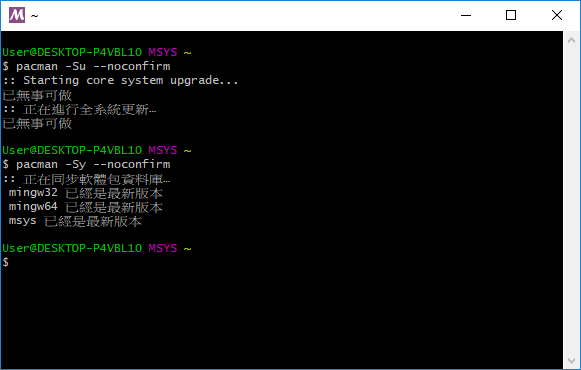 ~
User@DESKTOP-P4VBL1O MSYS ~
$ pacman -Su --noconfirm
:: Starting core system upgrade...
已無事可做
:: 正在進行全系統更新…
已無事可做
User@DESKTOP-P4VBL1O MSYS ~
$ pacman -Sy --noconfirm
:: 正在同步軟體包資料庫…
mingw32 已經是最新版本
mingw64 已經是最新版本
msys 已經是最新版本
User@DESKTOP-P4VBL1O MSYS ~
$